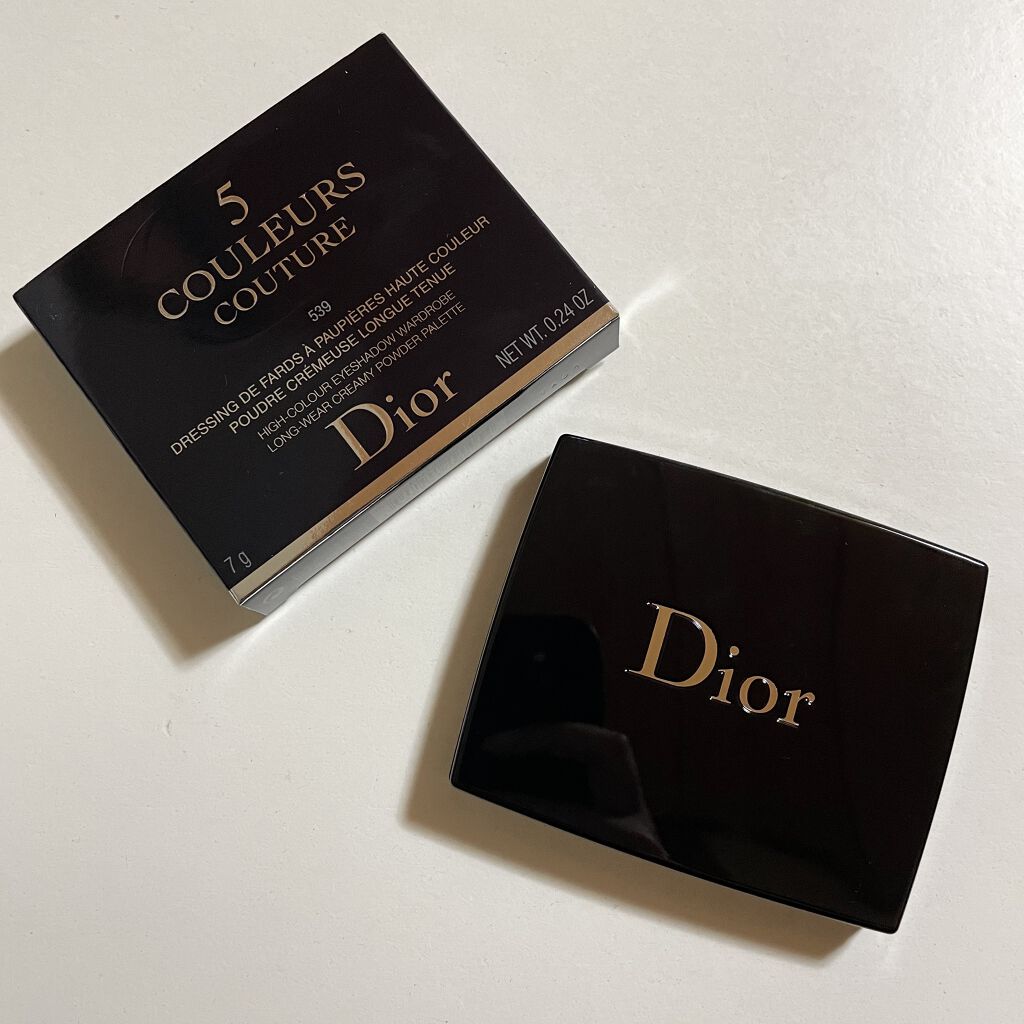 5
COULEURS
COUTURE
539
DRESSING DE FARDS À PAUPIÈRES HAUTE COULEUR
POUDRE CRÉMEUSE LONGUE TENUE
HIGH-COLOUR EYESHADOW WARDROBE
LONG-WEAR CREAMY POWDER PALETTE
Dior
7 g
NET WT. 0.24 OZ
Dior